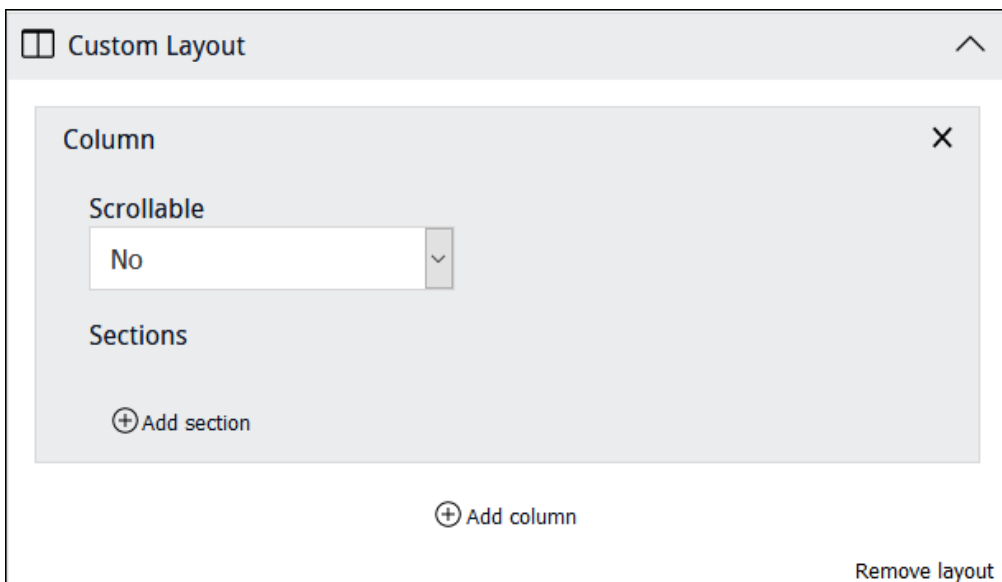 Custom Layout
Column
Scrollable
No
Sections
Add section
Add column
Remove layout